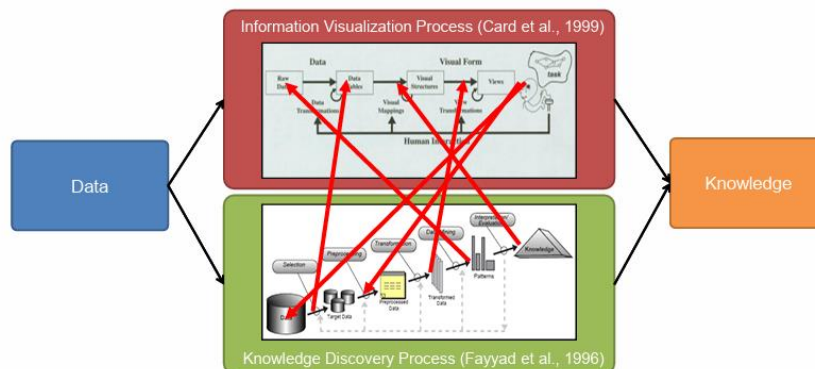 Information Visualization Process (Card et al., 1999)
Data
Visual Form
Raw
Data
Data
Tables
Visual
Structures
Views
task
Data
Transformations
Visual
Mappings
View
Transformations
Human Interaction
Data
Knowledge
Interpretation/
Evaluation
Data Mining
Transformation
Preprocessing
Selection
Knowledge
Patterns
Transformed
Data
Preprocessed
Data
Target Data
Data
Knowledge Discovery Process (Fayyad et al., 1996)